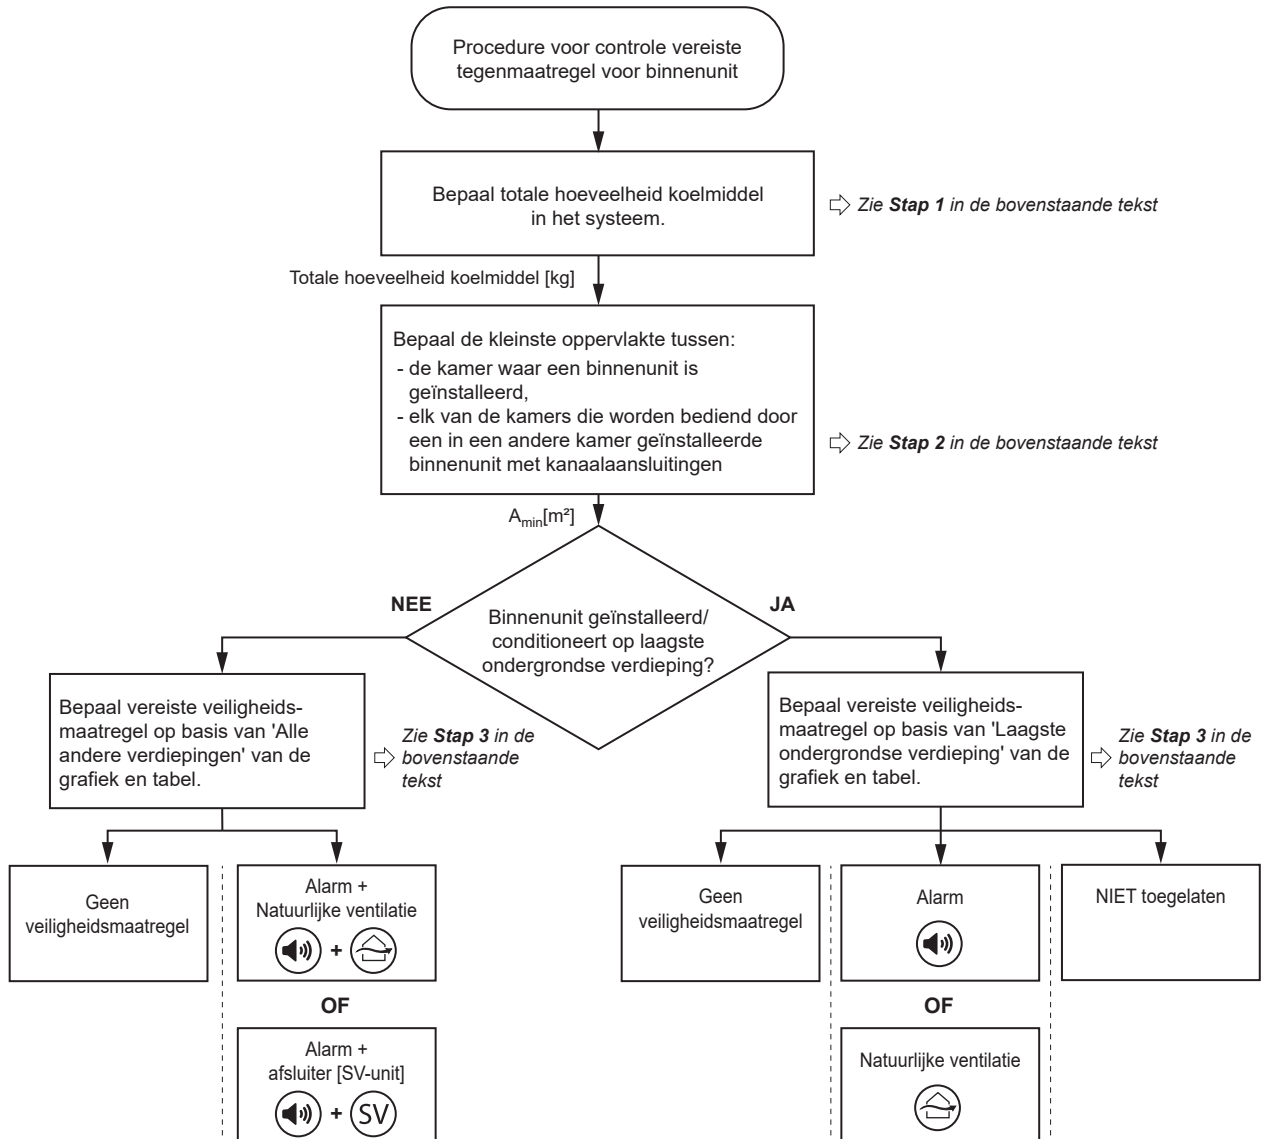 Procedure voor controle vereiste
tegenmaatregel voor binnenunit
Bepaal totale hoeveelheid koelmiddel
in het systeem.
Zie Stap 1 in de bovenstaande tekst
Totale hoeveelheid koelmiddel [kg]
Bepaal de kleinste oppervlakte tussen:
- de kamer waar een binnenunit is
geïnstalleerd,
- elk van de kamers die worden bediend door
een in een andere kamer geïnstalleerde
binnenunit met kanaalaansluitingen
Zie Stap 2 in de bovenstaande tekst
Amin[m²]
NEE
JA
Binnenunit geïnstalleerd/
conditioneert op laagste
ondergrondse verdieping?
Bepaal vereiste veiligheids-
maatregel op basis van 'Alle
andere verdiepingen' van de
grafiek en tabel.
Zie Stap 3 in de
bovenstaande
tekst
Bepaal vereiste veiligheids-
maatregel op basis van 'Laagste
ondergrondse verdieping' van de
grafiek en tabel.
Zie Stap 3 in de
bovenstaande
tekst
Geen
veiligheidsmaatregel
Alarm +
Natuurlijke ventilatie
+
OF
Alarm +
afsluiter [SV-unit]
+ SV
Geen
veiligheidsmaatregel
Alarm
OF
Natuurlijke ventilatie
NIET toegelaten